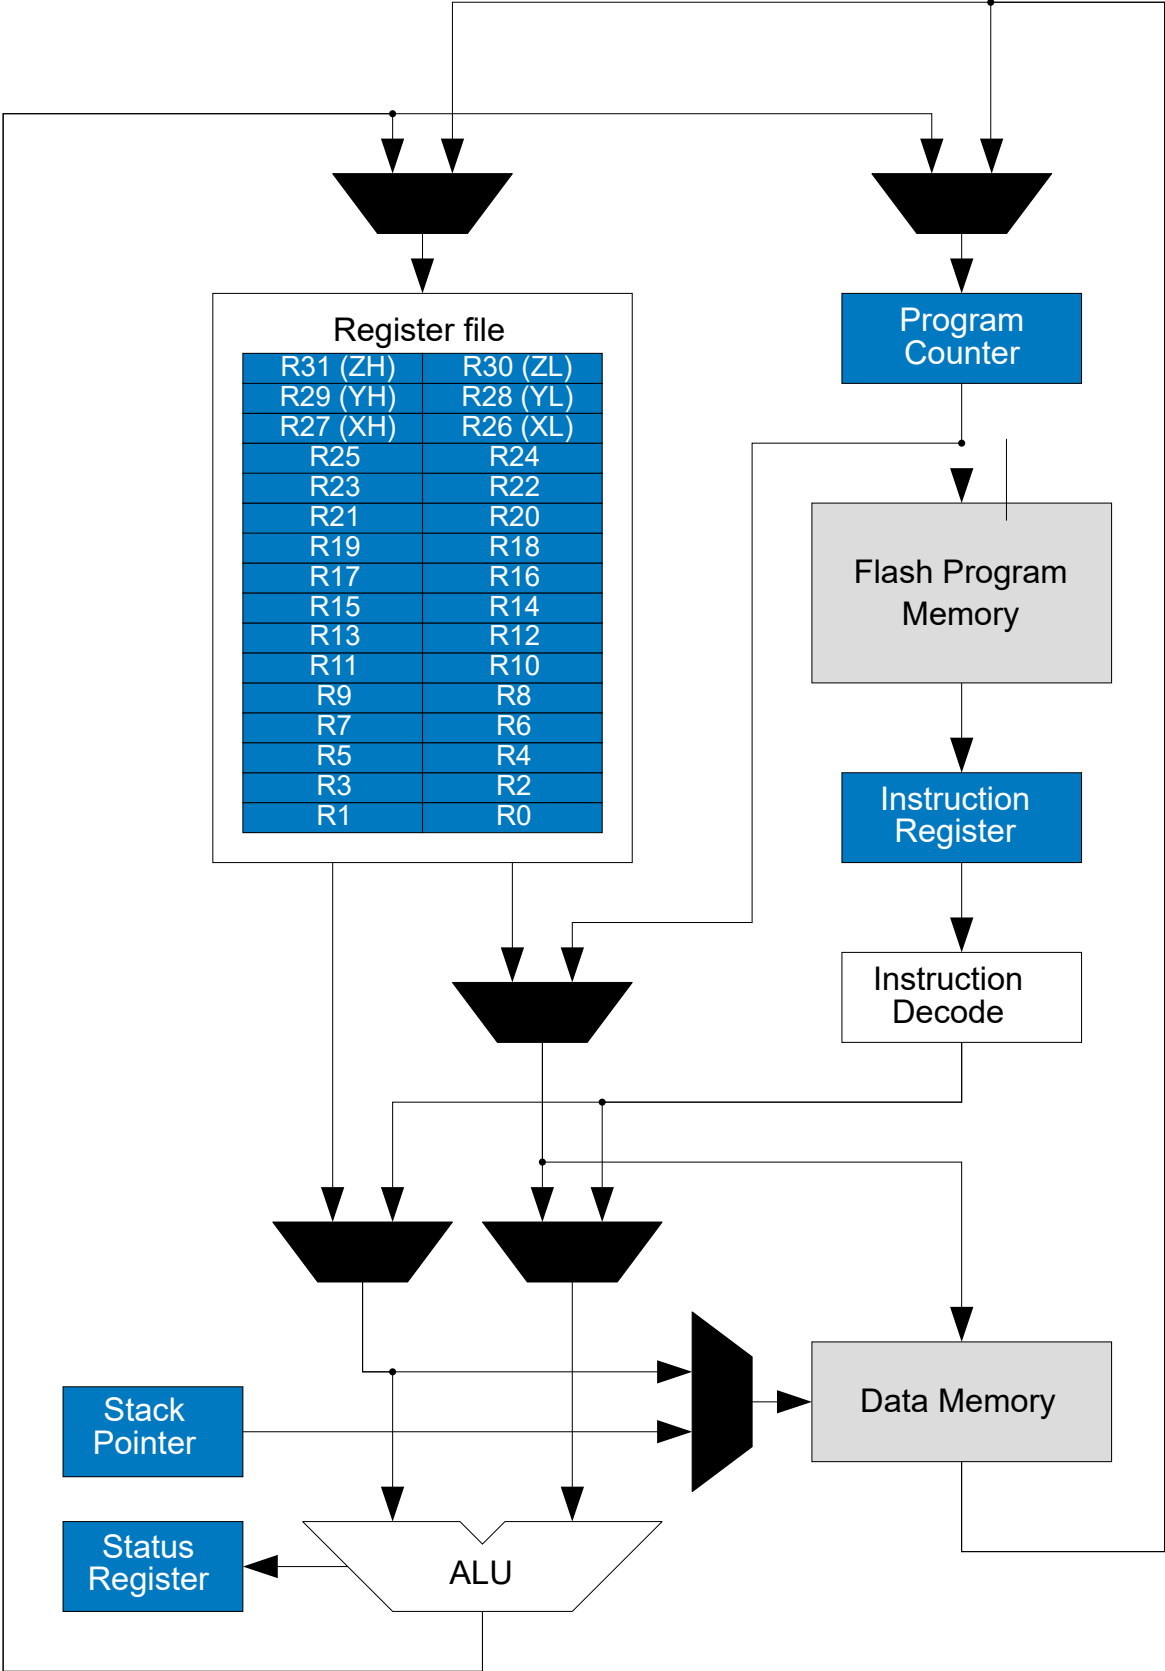 Register file
R31 (ZH) R30 (ZL)
R29 (YH) R28 (YL)
R27 (XH) R26 (XL)
R25 R24
R23 R22
R21 R20
R19 R18
R17 R16
R15 R14
R13 R12
R11 R10
R9 R8
R7 R6
R5 R4
R3 R2
R1 R0
Program
Counter
Flash Program
Memory
Instruction
Register
Instruction
Decode
Data Memory
Stack
Pointer
Status
Register
ALU